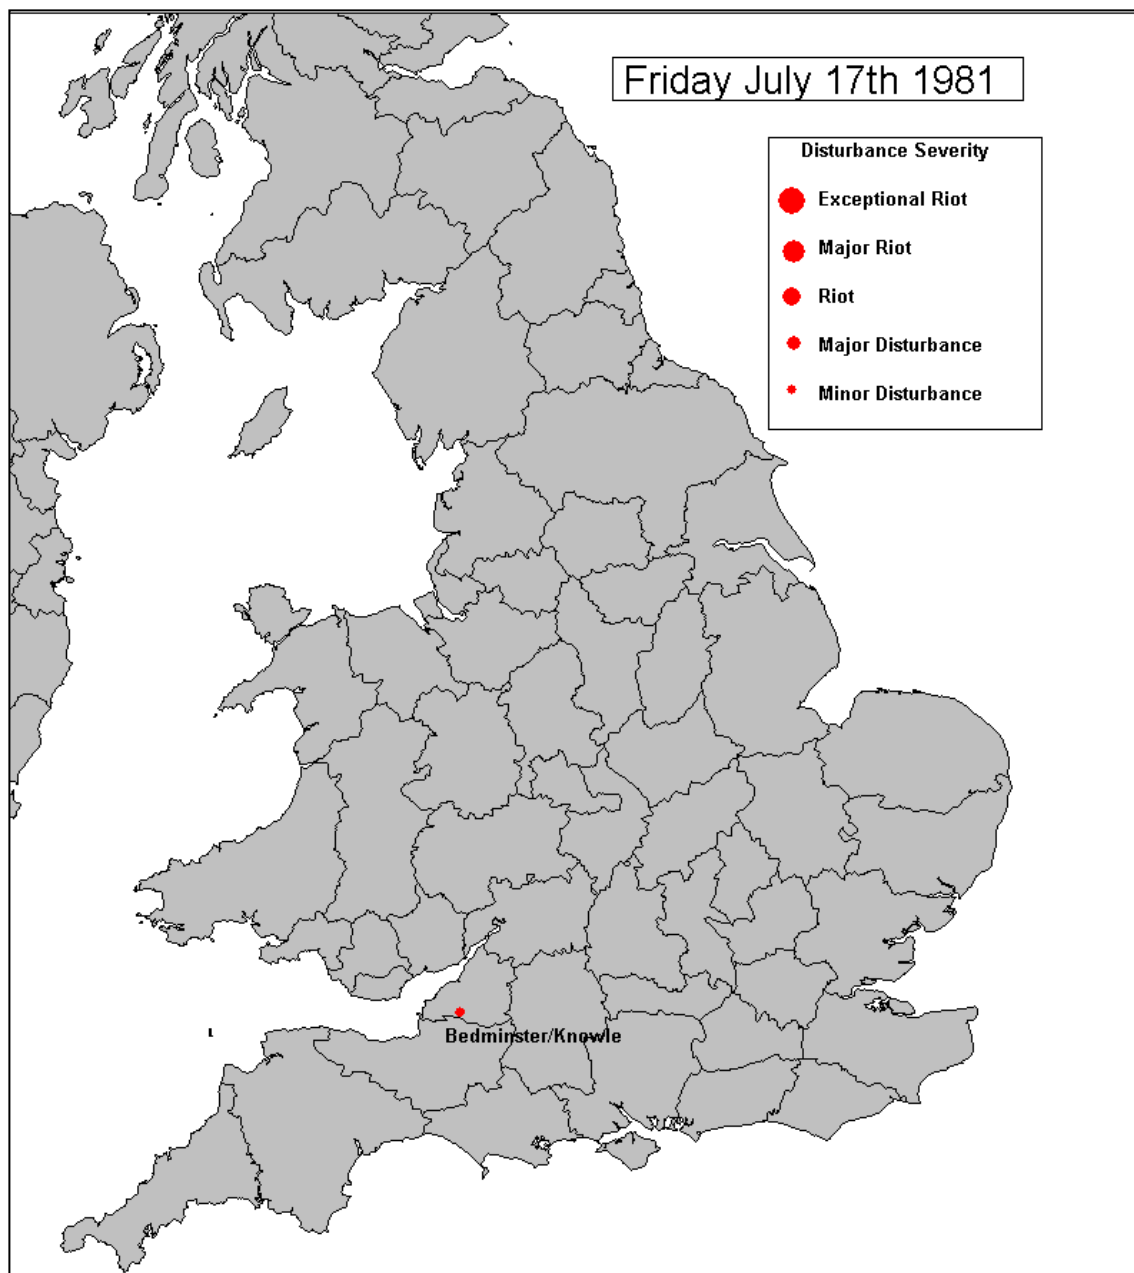 Friday July 17th 1981
Disturbance Severity
Exceptional Riot
Major Riot
Riot
Major Disturbance
Minor Disturbance
Bedminster/Knowle